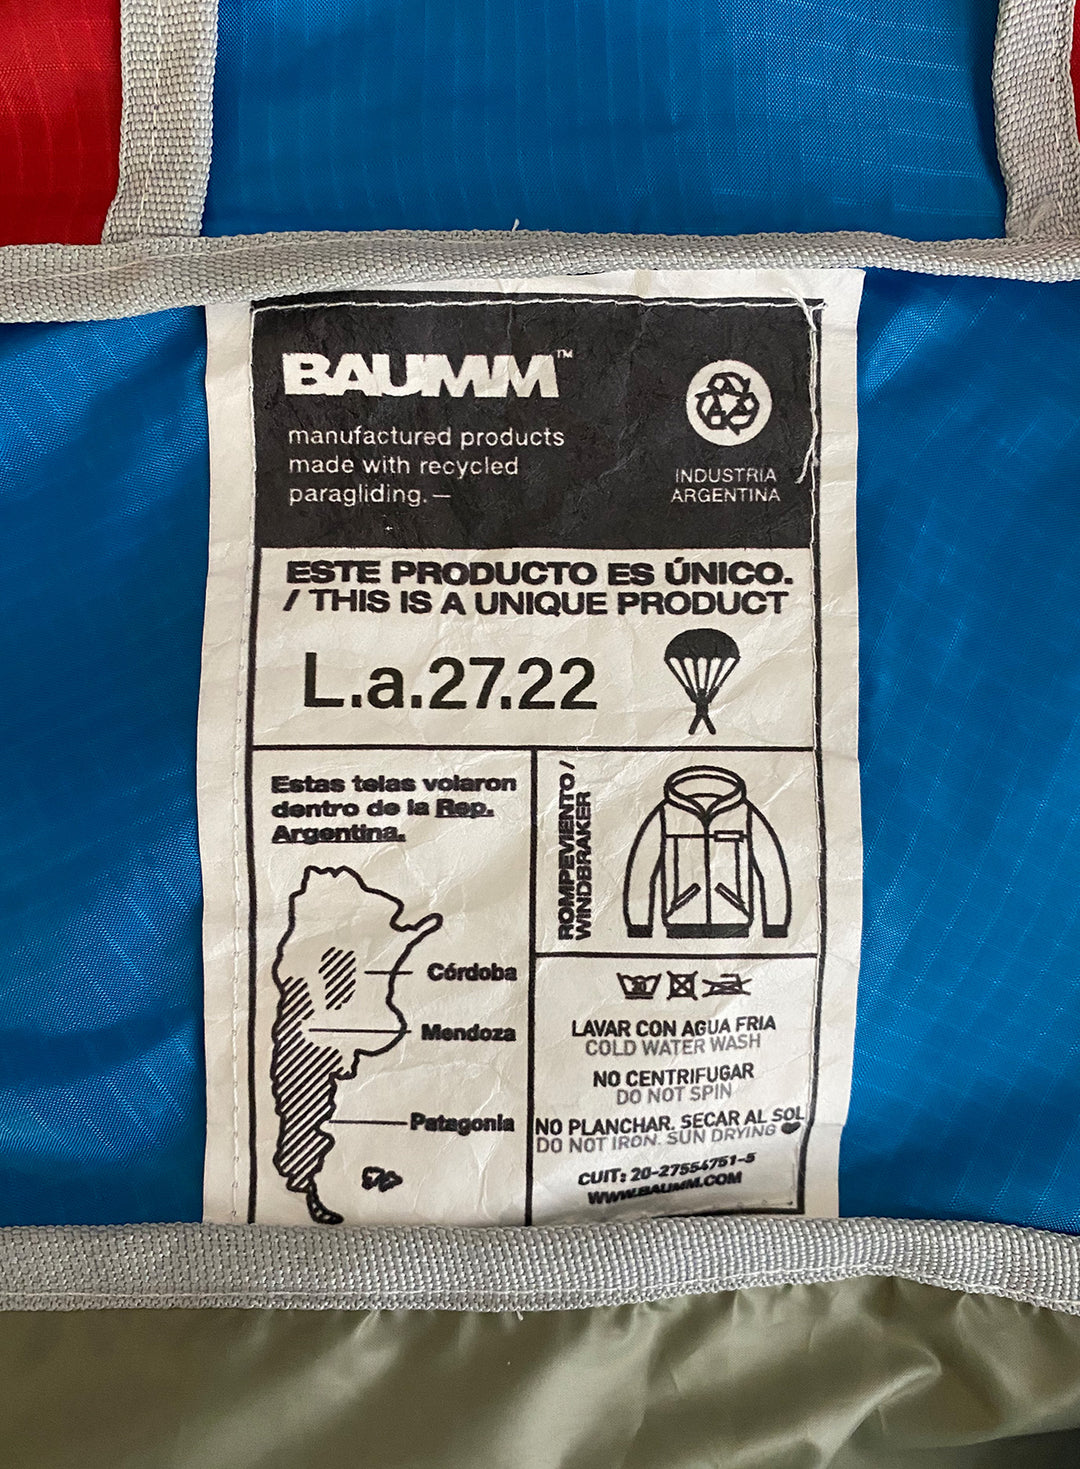 BAUMM™
manufactured products
made with recycled
paragliding.—
INDUSTRIA
ARGENTINA
ESTE PRODUCTO ES ÚNICO.
/ THIS IS A UNIQUE PRODUCT
L.a.27.22
Estas telas volaron
dentro de la Rep.
Argentina.
Córdoba
Mendoza
Patagonia
ROMPEVIENTO /
WINDBRAKER
LAVAR CON AGUA FRIA
COLD WATER WASH
NO CENTRIFUGAR
DO NOT SPIN
NO PLANCHAR. SECAR AL SOL
DO NOT IRON. SUN DRYING
CUIT: 20-27554751-5
WWW.BAUMM.COM